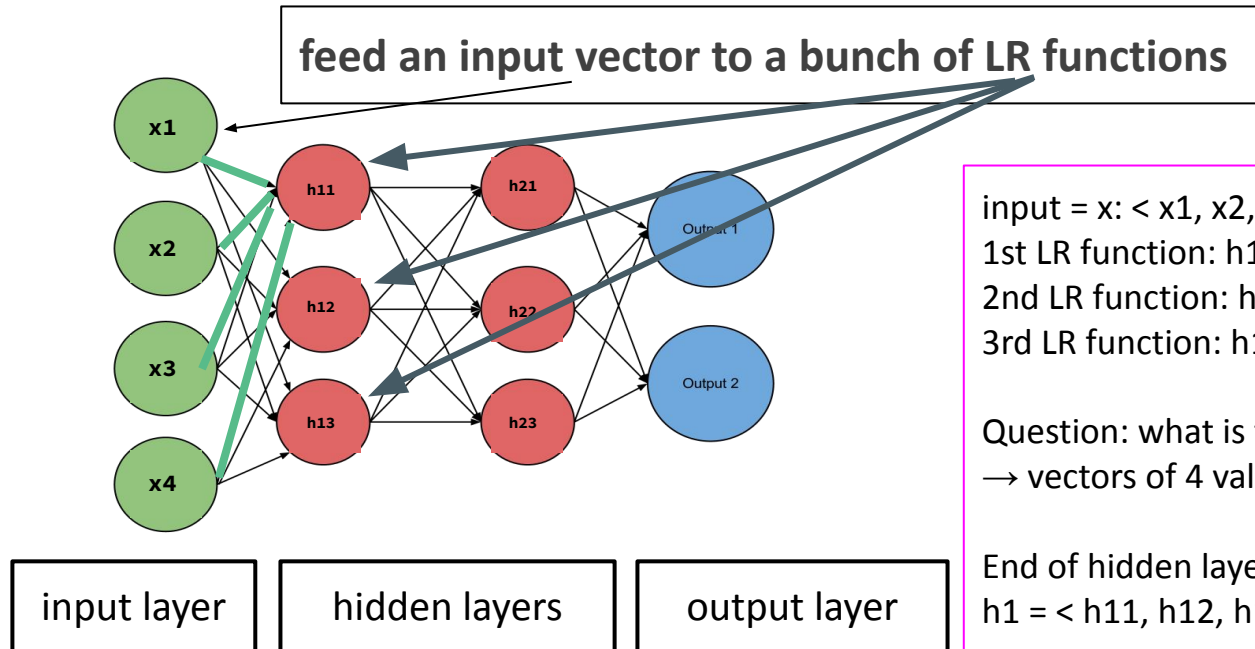 feed an input vector to a bunch of LR functions
x1
x2
x3
x4
h11
h12
h13
h21
h22
h23
Output 1
Output 2
input = x: < x1, x2,
1st LR function: h1
2nd LR function: h
3rd LR function: h1
Question: what is
→ vectors of 4 val
End of hidden laye
h1 = < h11, h12, h
input layer
hidden layers
output layer